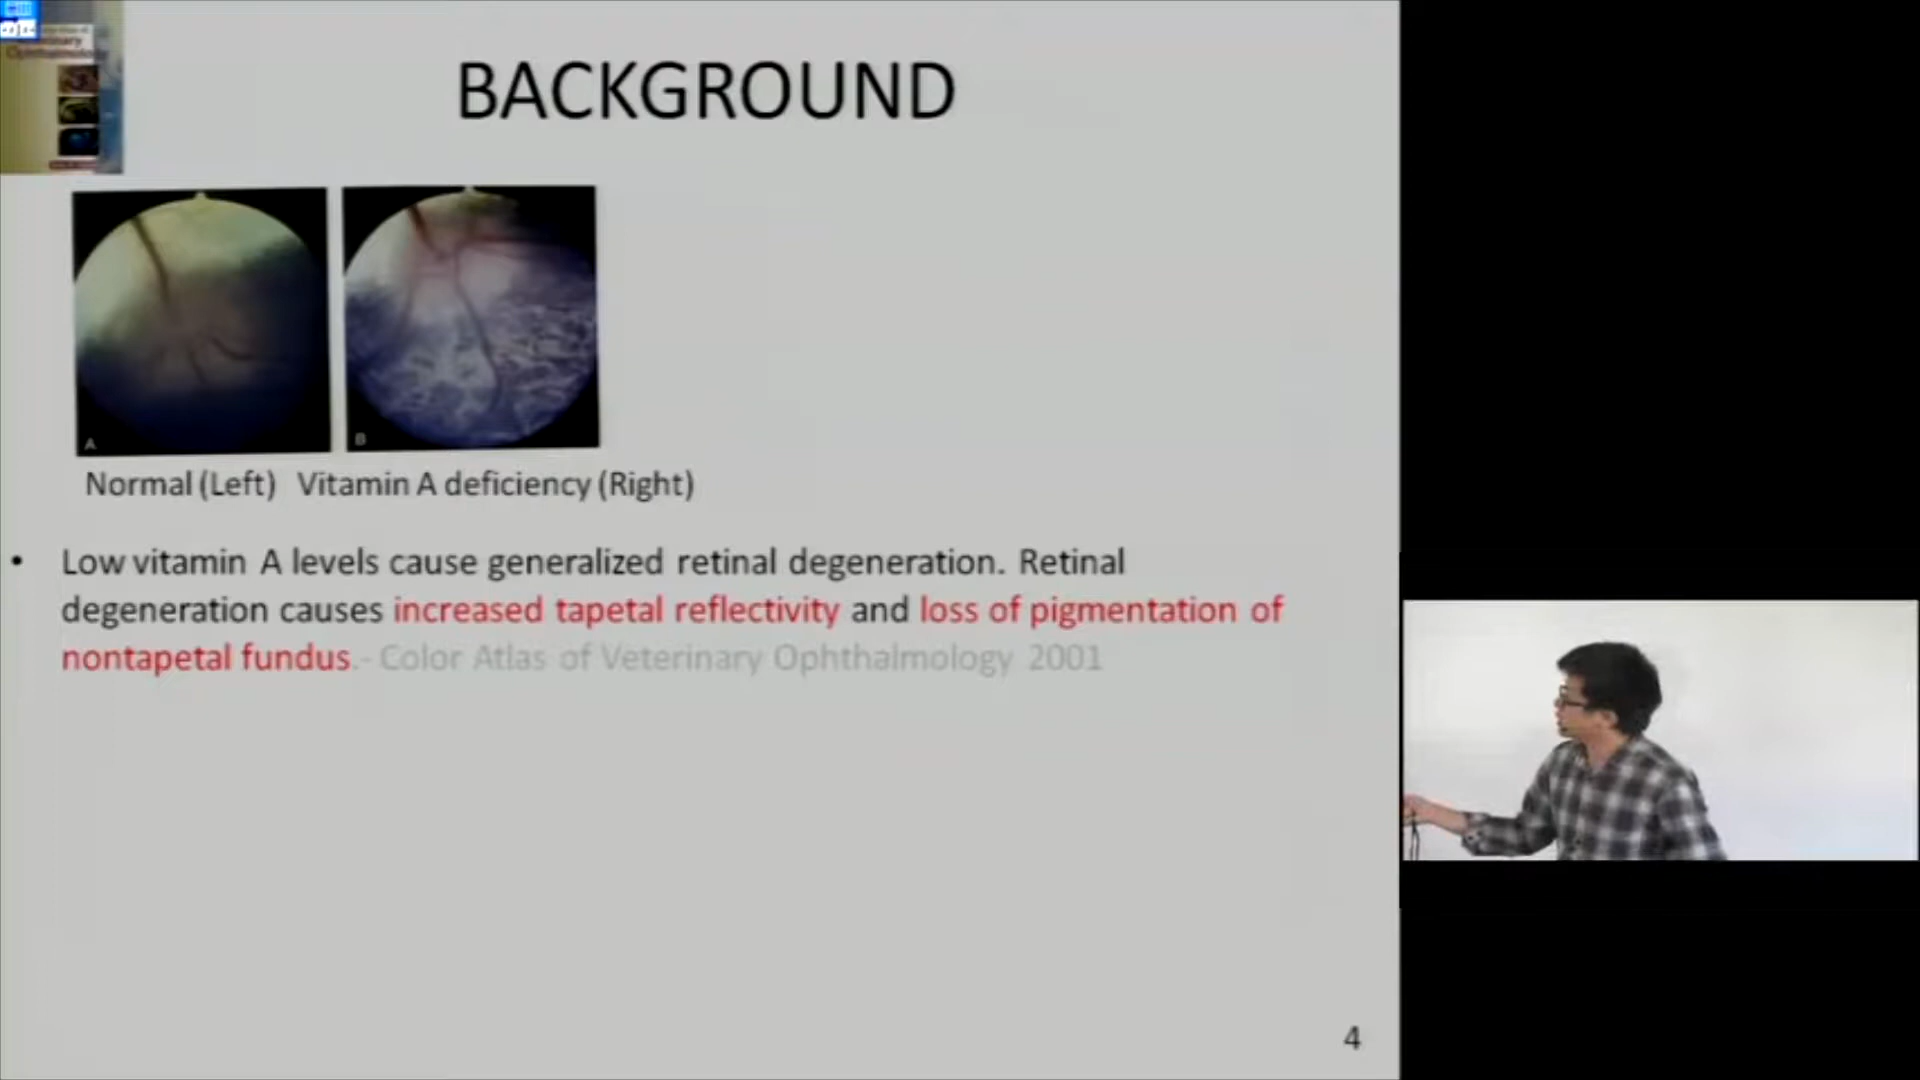 Ophthalmology
BACKGROUND
A
B
Normal (Left) Vitamin A deficiency (Right)
• Low vitamin A levels cause generalized retinal degeneration. Retinal
degeneration causes increased tapetal reflectivity and loss of pigmentation of
nontapetal fundus.- Color Atlas of Veterinary Ophthalmology 2001
4